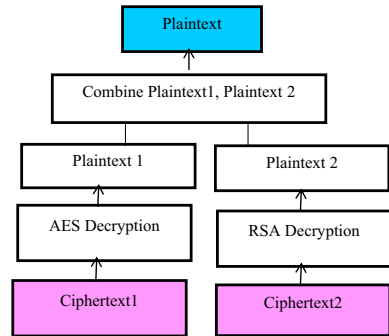 Plaintext
Combine Plaintext1, Plaintext 2
Plaintext 1
Plaintext 2
AES Decryption
RSA Decryption
Ciphertext1
Ciphertext2